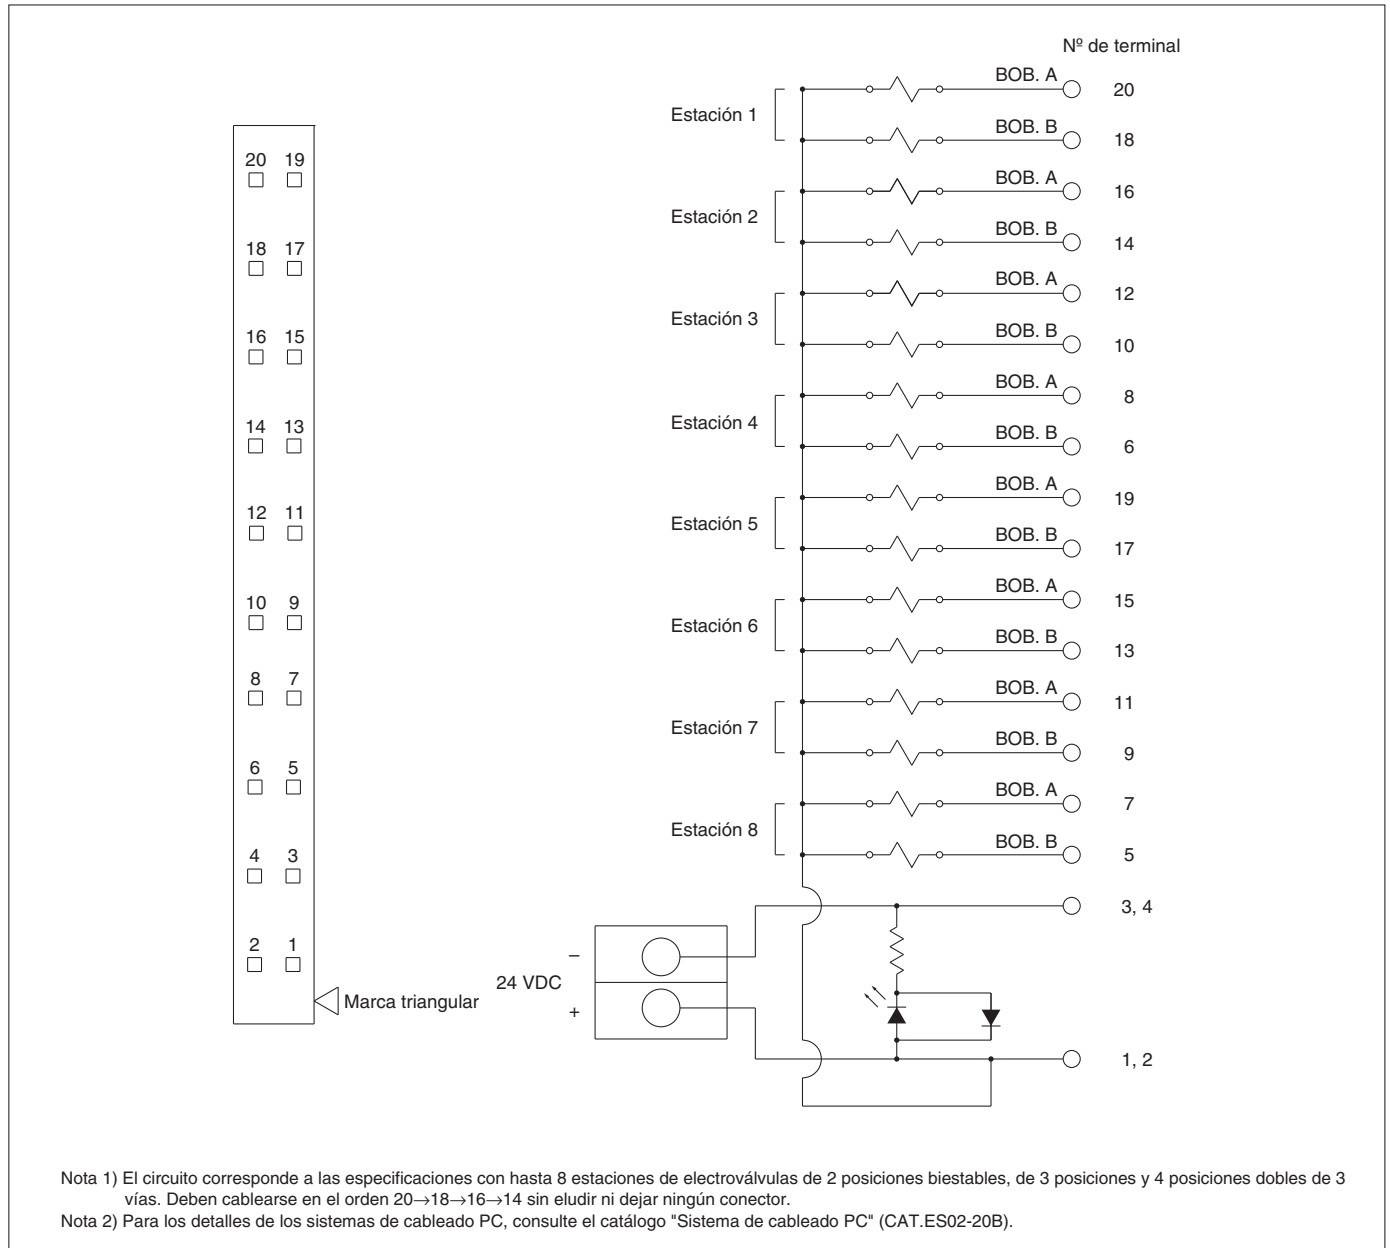 Nº de terminal
Estación 1
BOB. A 20
BOB. B 18
Estación 2
BOB. A 16
BOB. B 14
Estación 3
BOB. A 12
BOB. B 10
Estación 4
BOB. A 8
BOB. B 6
Estación 5
BOB. A 19
BOB. B 17
Estación 6
BOB. A 15
BOB. B 13
Estación 7
BOB. A 11
BOB. B 9
Estación 8
BOB. A 7
BOB. B 5
3, 4
1, 2
20 19
18 17
16 15
14 13
12 11
10 9
8 7
6 5
4 3
2 1
Marca triangular
–
24 VDC
+
Nota 1) El circuito corresponde a las especificaciones con hasta 8 estaciones de electroválvulas de 2 posiciones biestables, de 3 posiciones y 4 posiciones dobles de 3
vías. Deben cablearse en el orden 20→18→16→14 sin eludir ni dejar ningún conector.
Nota 2) Para los detalles de los sistemas de cableado PC, consulte el catálogo "Sistema de cableado PC" (CAT.ES02-20B).